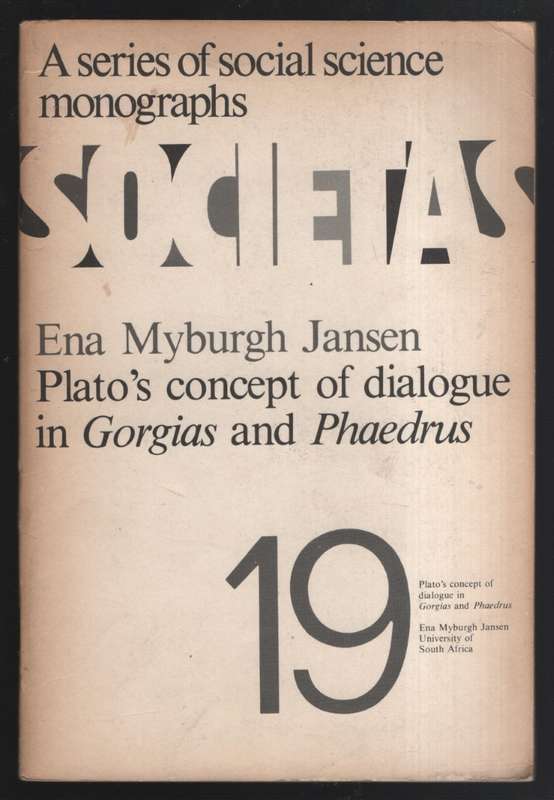 A series of social science
monographs
SOCIETAS
Ena Myburgh Jansen
Plato's concept of dialogue
in Gorgias and Phaedrus
19
Plato's concept of
dialogue in
Gorgias and Phaedrus
Ena Myburgh Jansen
University of
South Africa